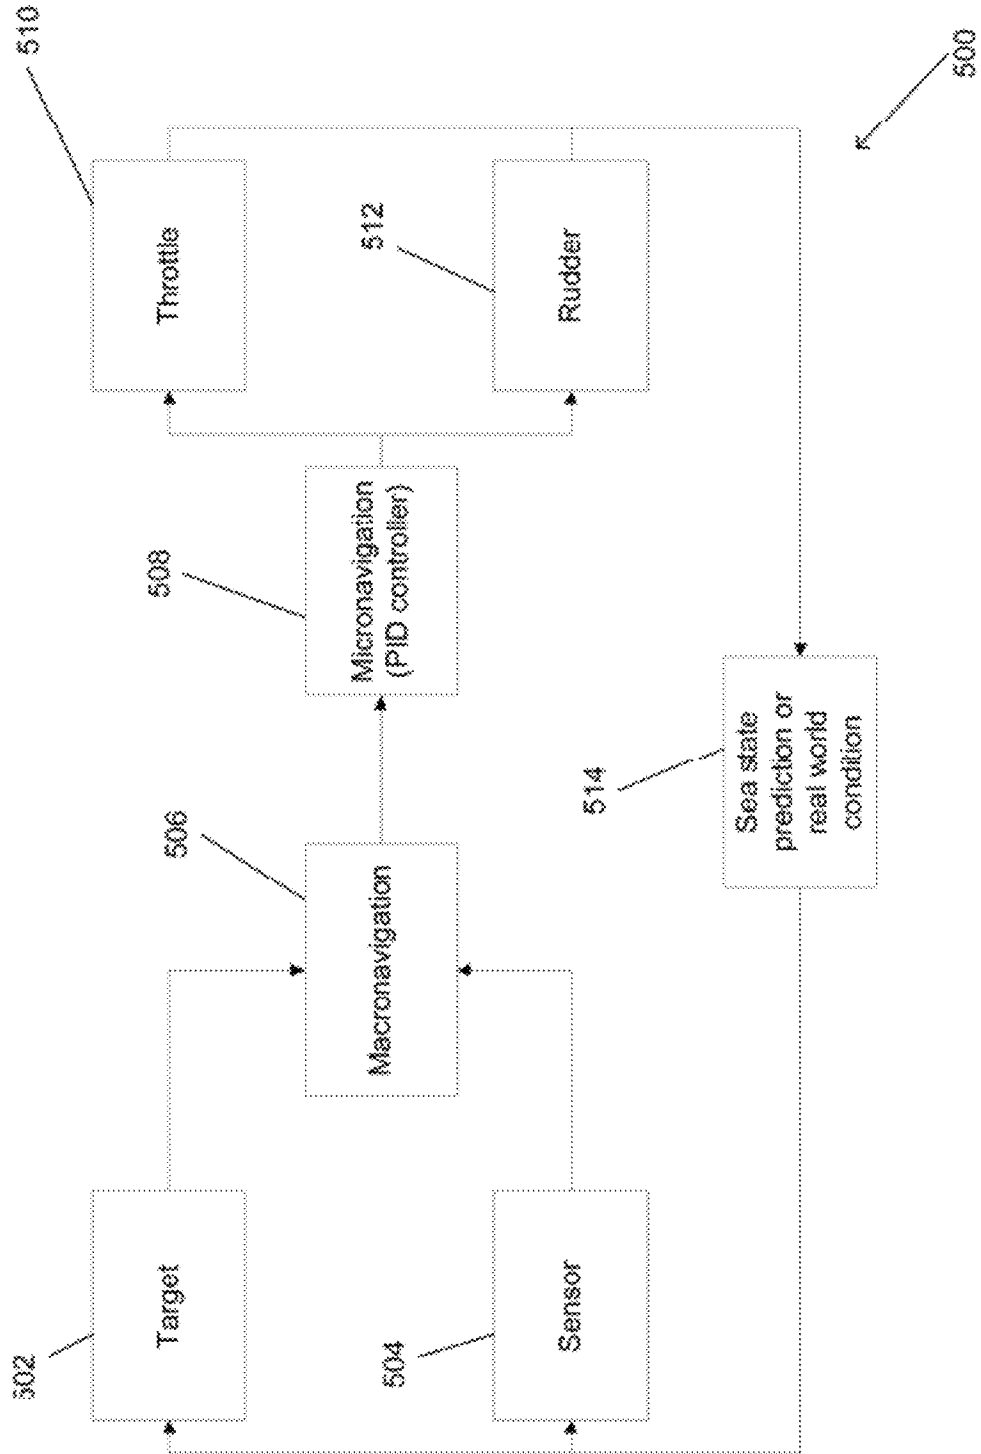 502
Target
504
Sensor
506
Macronavigation
508
Micronavigation
(PID controller)
510
Throttle
512
Rudder
514
Sea state
prediction or
real world
condition
500